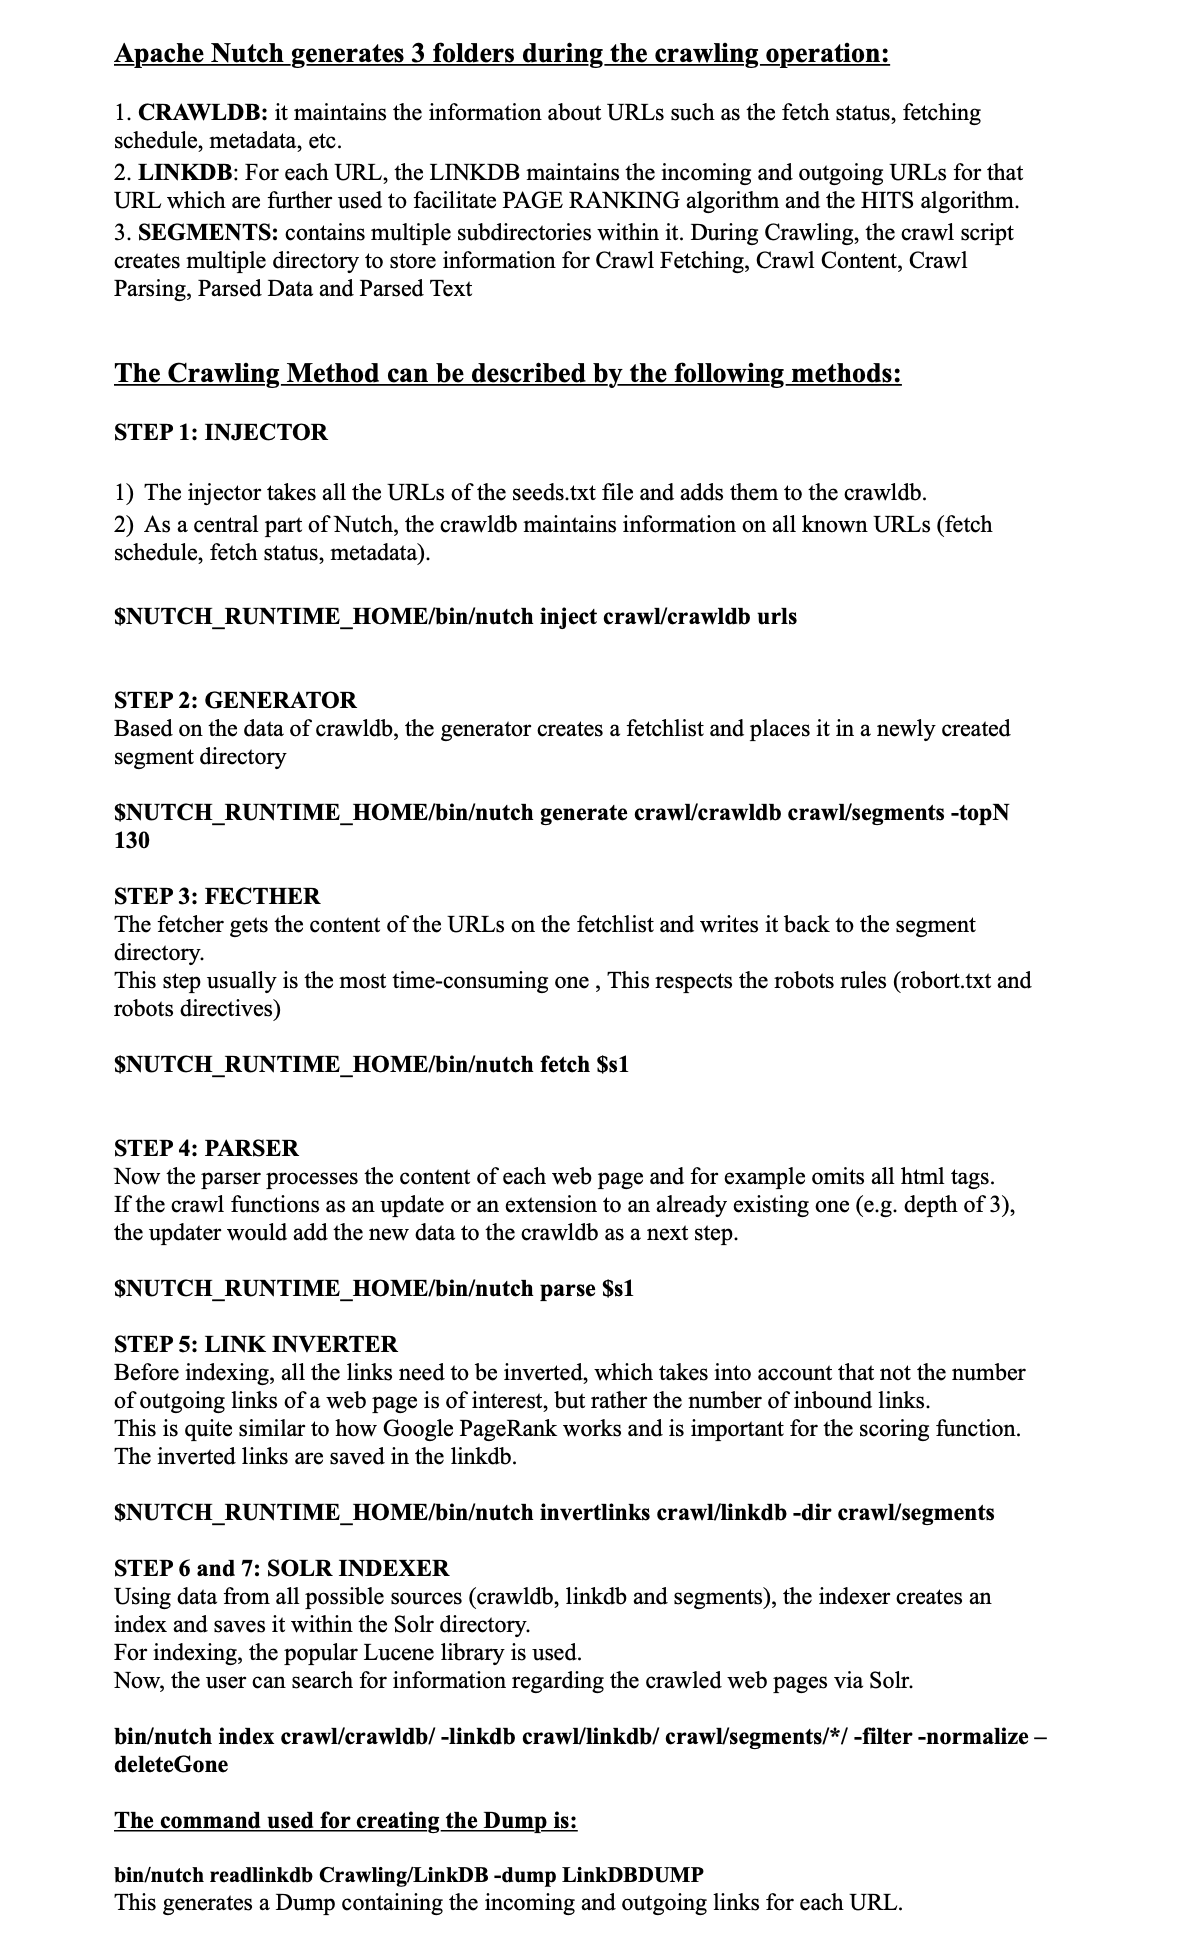 Apache Nutch generates 3 folders during the crawling operation:
1. CRAWLDB: it maintains the information about URLs such as the fetch status, fetching
schedule, metadata, etc.
2. LINKDB: For each URL, the LINKDB maintains the incoming and outgoing URLs for that
URL which are further used to facilitate PAGE RANKING algorithm and the HITS algorithm.
3. SEGMENTS: contains multiple subdirectories within it. During Crawling, the crawl script
creates multiple directory to store information for Crawl Fetching, Crawl Content, Crawl
Parsing, Parsed Data and Parsed Text
The Crawling Method can be described by the following methods:
STEP 1: INJECTOR
1) The injector takes all the URLs of the seeds.txt file and adds them to the crawldb.
2) As a central part of Nutch, the crawldb maintains information on all known URLs (fetch
schedule, fetch status, metadata).
$NUTCH_RUNTIME_HOME/bin/nutch inject crawl/crawldb urls
STEP 2: GENERATOR
Based on the data of crawldb, the generator creates a fetchlist and places it in a newly created
segment directory
$NUTCH_RUNTIME_HOME/bin/nutch generate crawl/crawldb crawl/segments -topN
130
STEP 3: FECTHER
The fetcher gets the content of the URLs on the fetchlist and writes it back to the segment
directory.
This step usually is the most time-consuming one , This respects the robots rules (robort.txt and
robots directives)
$NUTCH_RUNTIME_HOME/bin/nutch fetch $s1
STEP 4: PARSER
Now the parser processes the content of each web page and for example omits all html tags.
If the crawl functions as an update or an extension to an already existing one (e.g. depth of 3),
the updater would add the new data to the crawldb as a next step.
$NUTCH_RUNTIME_HOME/bin/nutch parse $s1
STEP 5: LINK INVERTER
Before indexing, all the links need to be inverted, which takes into account that not the number
of outgoing links of a web page is of interest, but rather the number of inbound links.
This is quite similar to how Google PageRank works and is important for the scoring function.
The inverted links are saved in the linkdb.
$NUTCH_RUNTIME_HOME/bin/nutch invertlinks crawl/linkdb -dir crawl/segments
STEP 6 and 7: SOLR INDEXER
Using data from all possible sources (crawldb, linkdb and segments), the indexer creates an
index and saves it within the Solr directory.
For indexing, the popular Lucene library is used.
Now, the user can search for information regarding the crawled web pages via Solr.
bin/nutch index crawl/crawldb/ -linkdb crawl/linkdb/ crawl/segments/*/ -filter -normalize –
deleteGone
The command used for creating the Dump is:
bin/nutch readlinkdb Crawling/LinkDB -dump LinkDBDUMP
This generates a Dump containing the incoming and outgoing links for each URL.